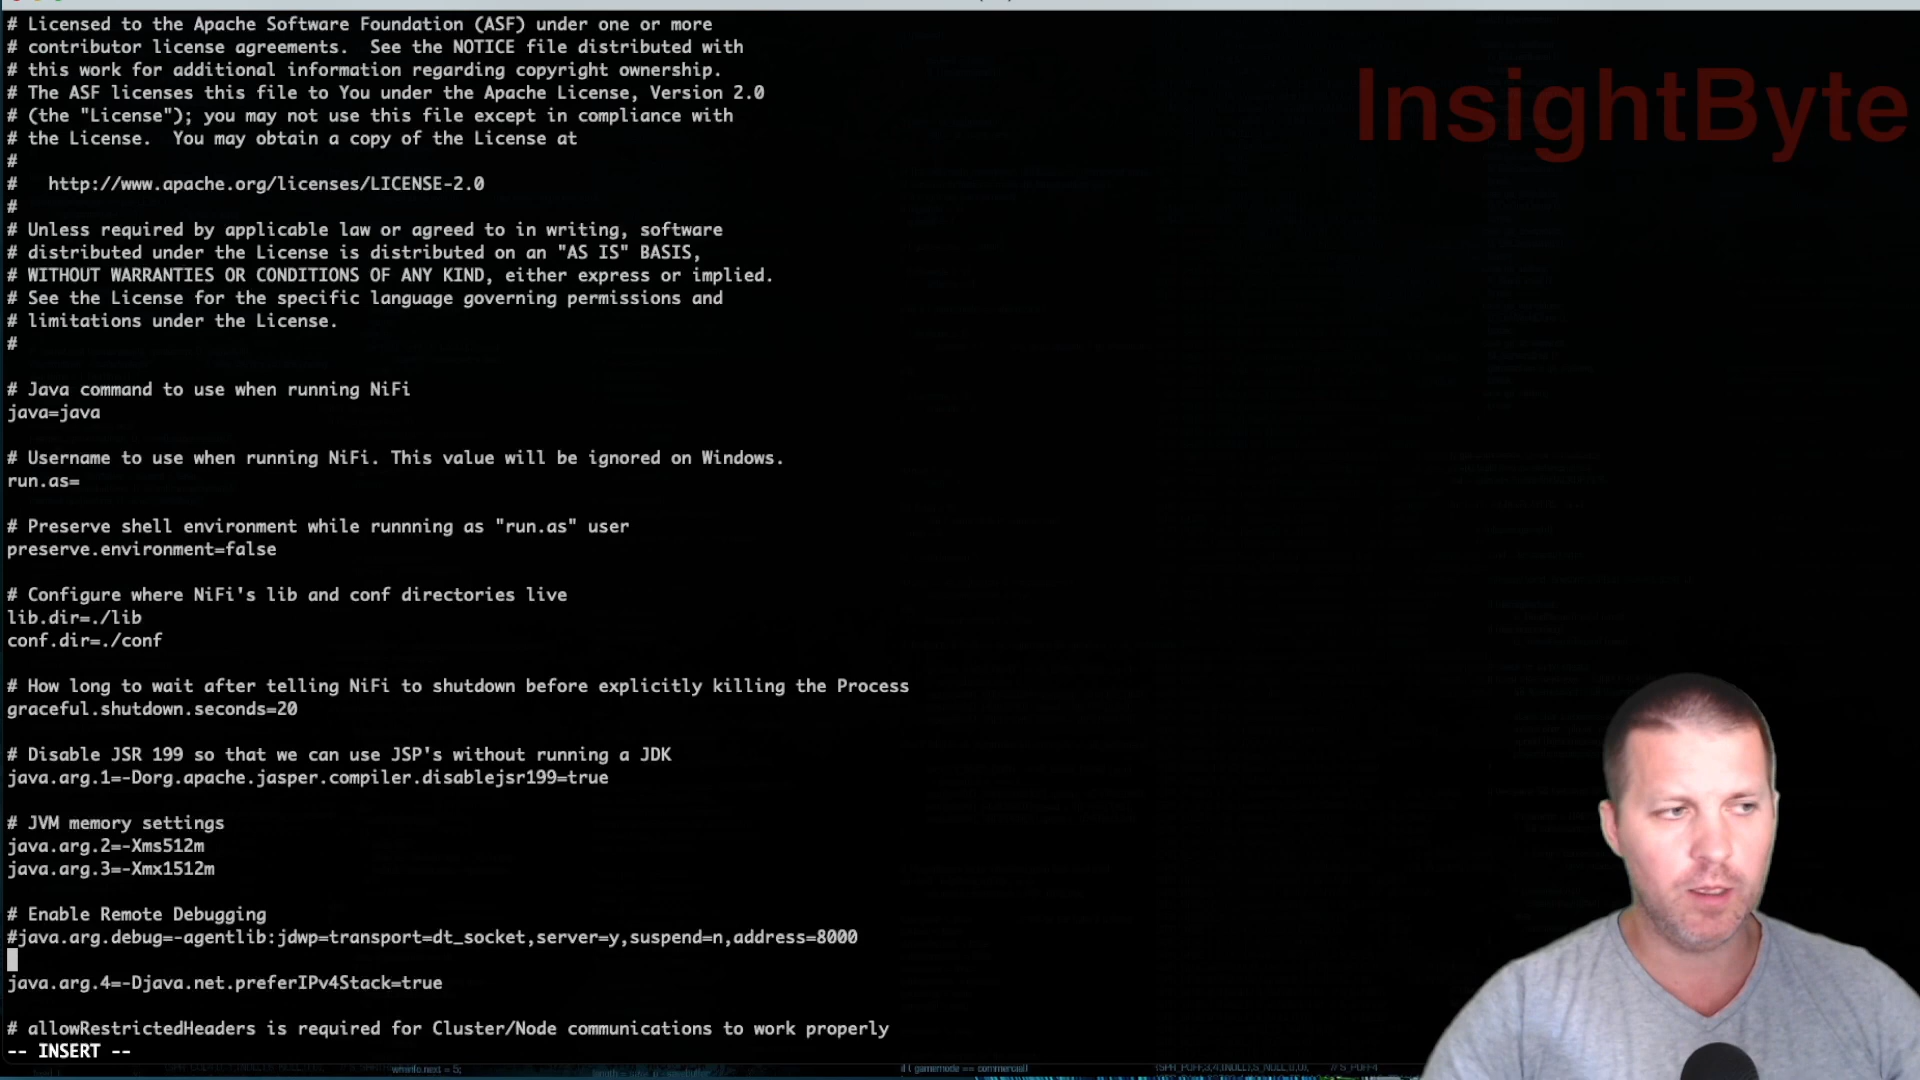 # Licensed to the Apache Software Foundation (ASF) under one or more
# contributor license agreements.  See the NOTICE file distributed with
# this work for additional information regarding copyright ownership.
# The ASF licenses this file to You under the Apache License, Version 2.0
# (the "License"); you may not use this file except in compliance with
# the License.  You may obtain a copy of the License at
#
#   http://www.apache.org/licenses/LICENSE-2.0
#
# Unless required by applicable law or agreed to in writing, software
# distributed under the License is distributed on an "AS IS" BASIS,
# WITHOUT WARRANTIES OR CONDITIONS OF ANY KIND, either express or implied.
# See the License for the specific language governing permissions and
# limitations under the License.
#
# Java command to use when running NiFi
java=java
# Username to use when running NiFi. This value will be ignored on Windows.
run.as=
# Preserve shell environment while runnning as "run.as" user
preserve.environment=false
# Configure where NiFi's lib and conf directories live
lib.dir=./lib
conf.dir=./conf
# How long to wait after telling NiFi to shutdown before explicitly killing the Process
graceful.shutdown.seconds=20
# Disable JSR 199 so that we can use JSP's without running a JDK
java.arg.1=-Dorg.apache.jasper.compiler.disablejsr199=true
# JVM memory settings
java.arg.2=-Xms512m
java.arg.3=-Xmx1512m
# Enable Remote Debugging
#java.arg.debug=-agentlib:jdwp=transport=dt_socket,server=y,suspend=n,address=8000
java.arg.4=-Djava.net.preferIPv4Stack=true
# allowRestrictedHeaders is required for Cluster/Node communications to work properly
-- INSERT --
InsightByte